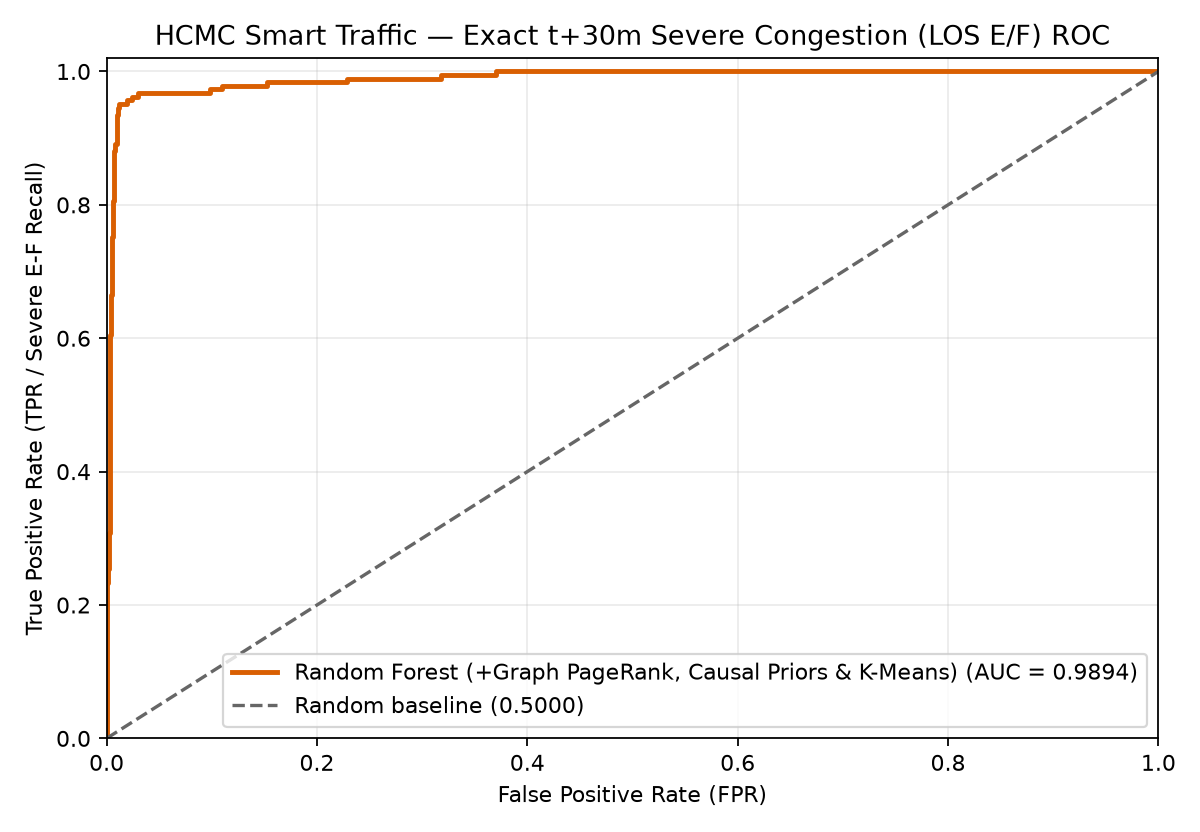 HCMC Smart Traffic — Exact t+30m Severe Congestion (LOS E/F) ROC
True Positive Rate (TPR / Severe E-F Recall)
1.0
0.8
0.6
0.4
0.2
0.0
Random Forest (+Graph PageRank, Causal Priors & K-Means) (AUC = 0.9894)
Random baseline (0.5000)
0.0 0.2 0.4 0.6 0.8 1.0
False Positive Rate (FPR)